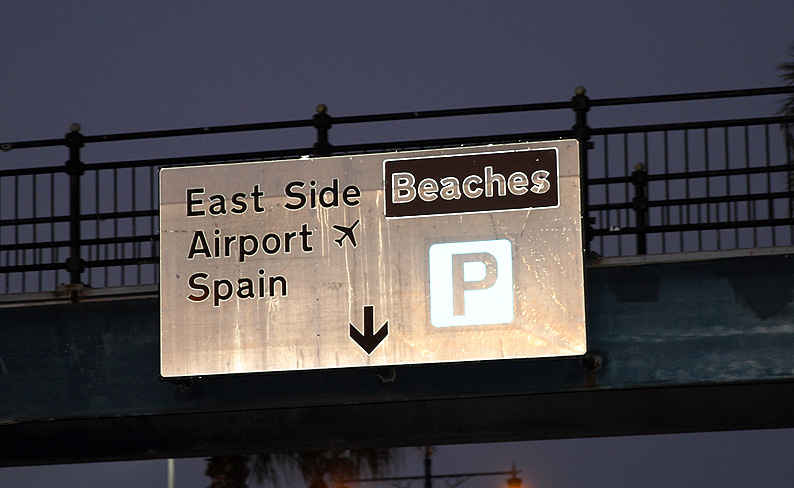 East Side
Airport
Spain
Beaches
P